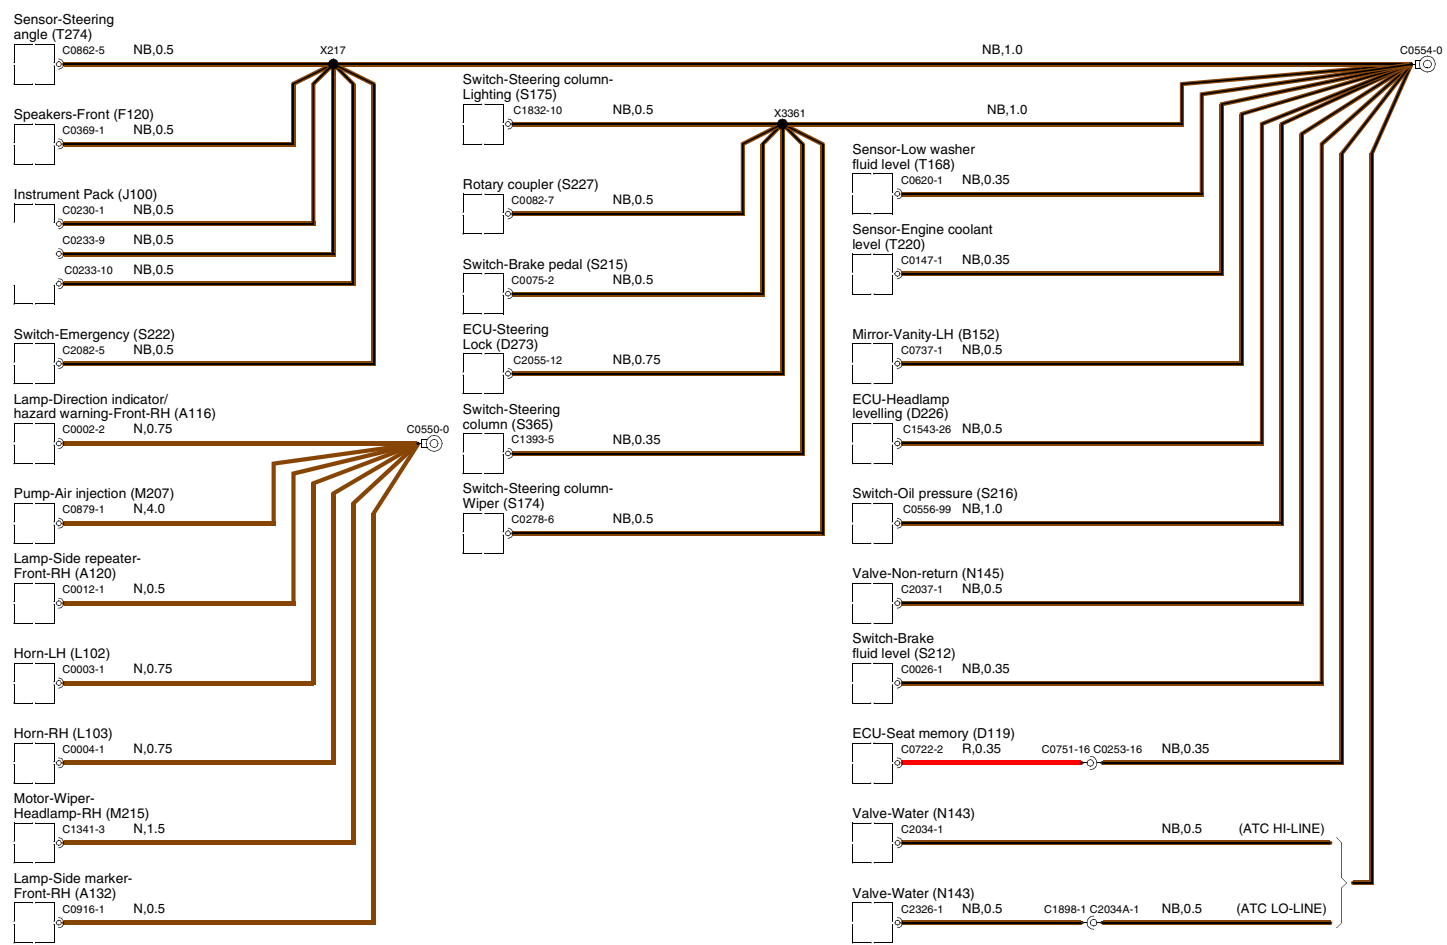 Sensor-Steering
angle (T274)
C0862-5 NB,0.5
X217
NB,1.0
C0554-0
Speakers-Front (F120)
C0369-1 NB,0.5
Instrument Pack (J100)
C0230-1 NB,0.5
C0233-9 NB,0.5
C0233-10 NB,0.5
Switch-Emergency (S222)
C2082-5 NB,0.5
Lamp-Direction indicator/
hazard warning-Front-RH (A116)
C0002-2 N,0.75
C0550-0
Pump-Air injection (M207)
C0879-1 N,4.0
Lamp-Side repeater-
Front-RH (A120)
C0012-1 N,0.5
Horn-LH (L102)
C0003-1 N,0.75
Horn-RH (L103)
C0004-1 N,0.75
Motor-Wiper-
Headlamp-RH (M215)
C1341-3 N,1.5
Lamp-Side marker-
Front-RH (A132)
C0916-1 N,0.5
Switch-Steering column-
Lighting (S175)
C1832-10 NB,0.5
X3361
NB,1.0
Rotary coupler (S227)
C0082-7 NB,0.5
Switch-Brake pedal (S215)
C0075-2 NB,0.5
ECU-Steering
Lock (D273)
C2055-12 NB,0.75
Switch-Steering
column (S365)
C1393-5 NB,0.35
Switch-Steering column-
Wiper (S174)
C0278-6 NB,0.5
Sensor-Low washer
fluid level (T168)
C0620-1 NB,0.35
Sensor-Engine coolant
level (T220)
C0147-1 NB,0.35
Mirror-Vanity-LH (B152)
C0737-1 NB,0.5
ECU-Headlamp
levelling (D226)
C1543-26 NB,0.5
Switch-Oil pressure (S216)
C0556-99 NB,1.0
Valve-Non-return (N145)
C2037-1 NB,0.5
Switch-Brake
fluid level (S212)
C0026-1 NB,0.35
ECU-Seat memory (D119)
C0722-2 R,0.35 C0751-16 C0253-16 NB,0.35
Valve-Water (N143)
C2034-1 NB,0.5 (ATC HI-LINE)
Valve-Water (N143)
C2326-1 NB,0.5 C1898-1 C2034A-1 NB,0.5 (ATC LO-LINE)